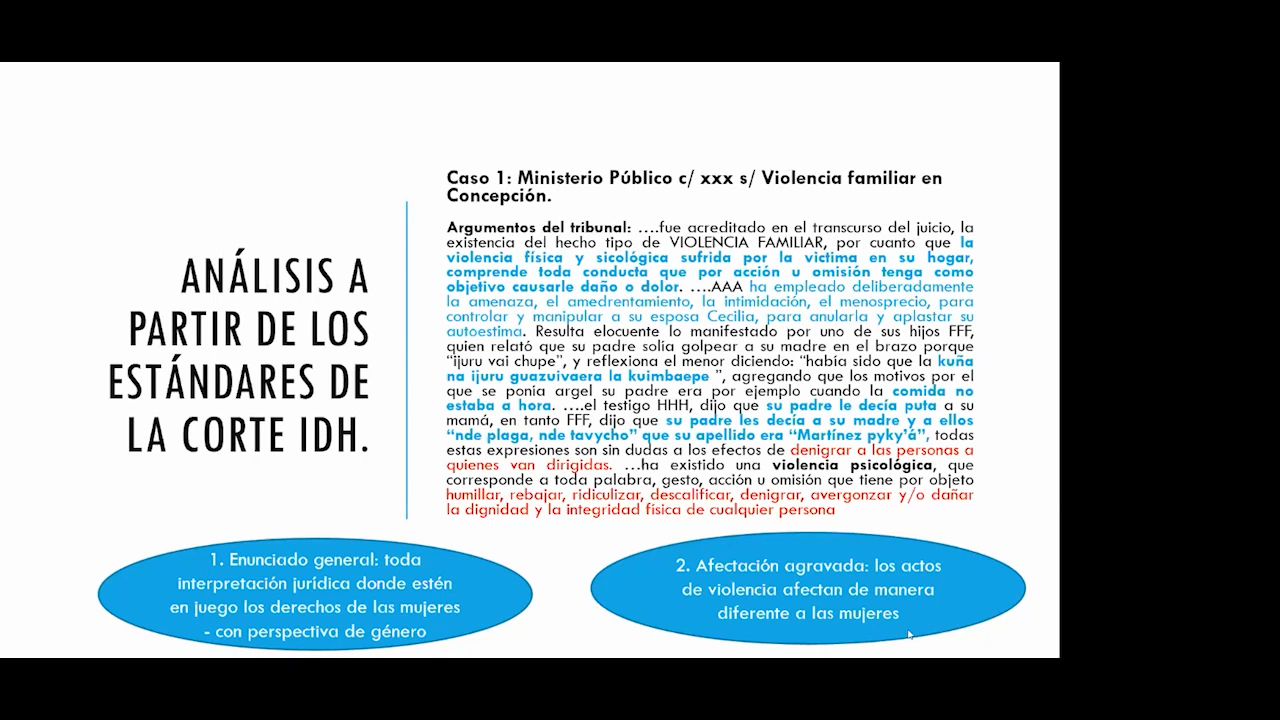 ANÁLISIS A
PARTIR DE LOS
ESTÁNDARES DE
LA CORTE IDH.
Caso 1: Ministerio Público c/ xxx s/ Violencia familiar en
Concepción.
Argumentos del tribunal: ….fue acreditado en el transcurso del juicio, la
existencia del hecho tipo de VIOLENCIA FAMILIAR, por cuanto que la
violencia física y sicológica sufrida por la victima en su hogar,
comprende toda conducta que por acción u omisión tenga como
objetivo causarle daño o dolor. ….AAA ha empleado deliberadamente
la amenaza, el amedrentamiento, la intimidación, el menosprecio, para
controlar y manipular a su esposa Cecilia, para anularla y aplastar su
autoestima. Resulta elocuente lo manifestado por uno de sus hijos FFF,
quien relató que su padre solía golpear a su madre en el brazo porque
“ijuru vai chupe”, y reflexiona el menor diciendo: “había sido que la kuña
na ijuru guazuivaera la kuimbaepe ”, agregando que los motivos por el
que se ponía argel su padre era por ejemplo cuando la comida no
estaba a hora. ….el testigo HHH, dijo que su padre le decía puta a su
mamá, en tanto FFF, dijo que su padre les decía a su madre y a ellos
“nde plaga, nde tavycho” que su apellido era “Martínez pyky’á”, todas
estas expresiones son sin dudas a los efectos de denigrar a las personas a
quienes van dirigidas. …ha existido una violencia psicológica, que
corresponde a toda palabra, gesto, acción u omisión que tiene por objeto
humillar, rebajar, ridiculizar, descalificar, denigrar, avergonzar y/o dañar
la dignidad y la integridad física de cualquier persona
1. Enunciado general: toda
interpretación jurídica donde estén
en juego los derechos de las mujeres
- con perspectiva de género
2. Afectación agravada: los actos
de violencia afectan de manera
diferente a las mujeres